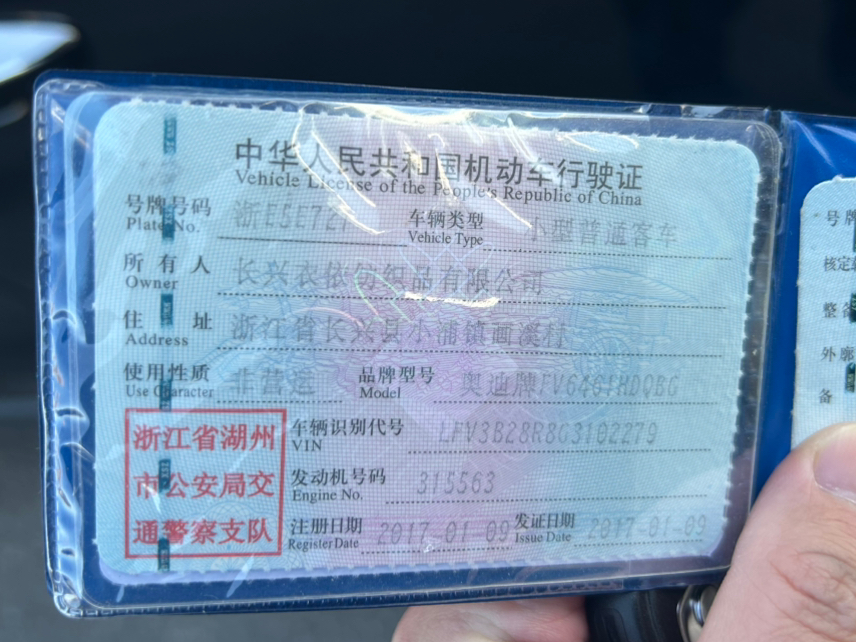 中华人民共和国机动车行驶证
Vehicle License of the People's Republic of China
号牌号码 车辆类型 小型普通客车
Plate No. Vehicle Type
所有人 长兴衣依纺织品有限公司
Owner
住址 浙江省长兴县小浦镇画溪村
Address
使用性质 非营运 品牌型号 奥迪牌FV6461HDQBG
Use Character Model
浙江省湖州
市公安局交
通警察支队
车辆识别代号 LFV3B28R8G3102279
VIN
发动机号码 315563
Engine No.
注册日期 2017-01-09 发证日期 2017-01-09
Register Date Issue Date
号牌
核定
整备
外廓
备